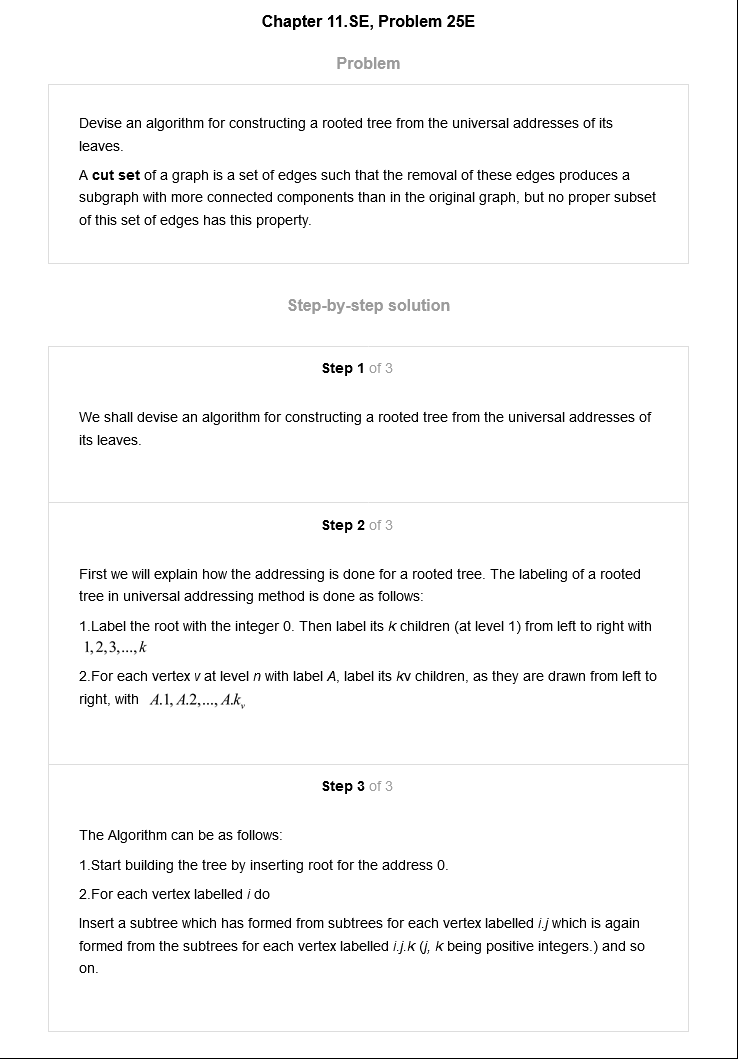 Chapter 11.SE, Problem 25E
Problem
Devise an algorithm for constructing a rooted tree from the universal addresses of its
leaves.
A cut set of a graph is a set of edges such that the removal of these edges produces a
subgraph with more connected components than in the original graph, but no proper subset
of this set of edges has this property.
Step-by-step solution
Step 1 of 3
We shall devise an algorithm for constructing a rooted tree from the universal addresses of
its leaves.
Step 2 of 3
First we will explain how the addressing is done for a rooted tree. The labeling of a rooted
tree in universal addressing method is done as follows:
1.Label the root with the integer 0. Then label its k children (at level 1) from left to right with
1,2,3,...,k
2.For each vertex v at level n with label A, label its kv children, as they are drawn from left to
right, with A.1, A.2,..., A.kᵥ
Step 3 of 3
The Algorithm can be as follows:
1.Start building the tree by inserting root for the address 0.
2.For each vertex labelled i do
Insert a subtree which has formed from subtrees for each vertex labelled i.j which is again
formed from the subtrees for each vertex labelled i.j.k (j, k being positive integers.) and so
on.